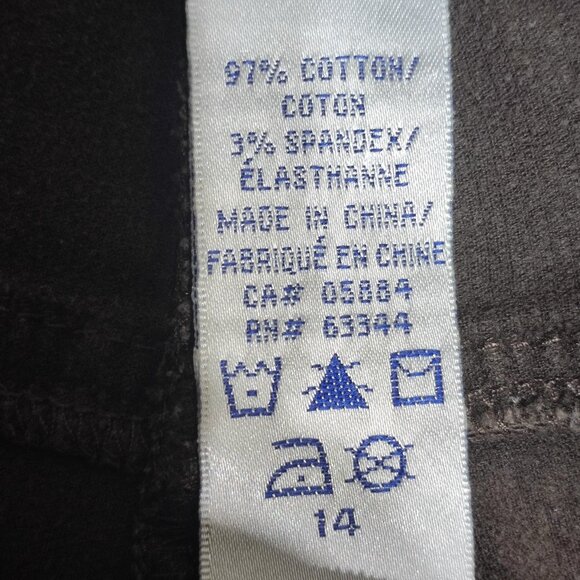 97% COTTON/
COTON
3% SPANDEX/
ÉLASTHANNE
MADE IN CHINA/
FABRIQUÉ EN CHINE
CA# 05884
RN# 63344
14